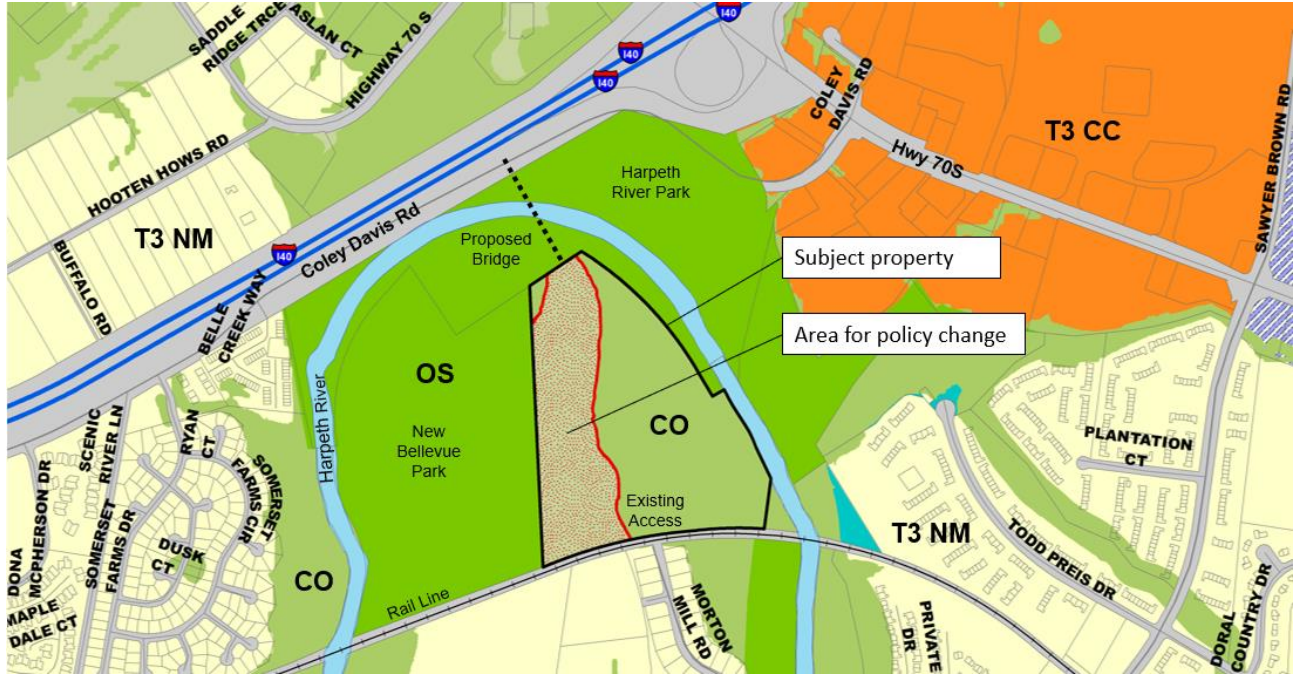 SADDLE
RIDGE TRCE
ASLAN CT
HIGHWAY 70 S
I40
I40
COLEY
DAVIS RD
T3 CC
Hwy 70S
SAWYER BROWN RD
HOOTEN HOWS RD
T3 NM
BUFFALO RD
I40
Coley Davis Rd
BELLE
CREEK WAY
Harpeth
River Park
Proposed
Bridge
Subject property
Area for policy change
OS
New
Bellevue
Park
Harpeth River
CO
Existing
Access
DONA
MCPHERSON DR
SCENIC
RIVER LN
SOMERSET
FARMS DR
RYAN
CT
SOMERSET
FARMS CIR
DUSK
CT
MAPLE
DALE CT
CO
Rail Line
MORTON
MILL RD
T3 NM
PLANTATION
CT
TODD PREIS DR
PRIVATE
DR
DORAL
COUNTRY DR